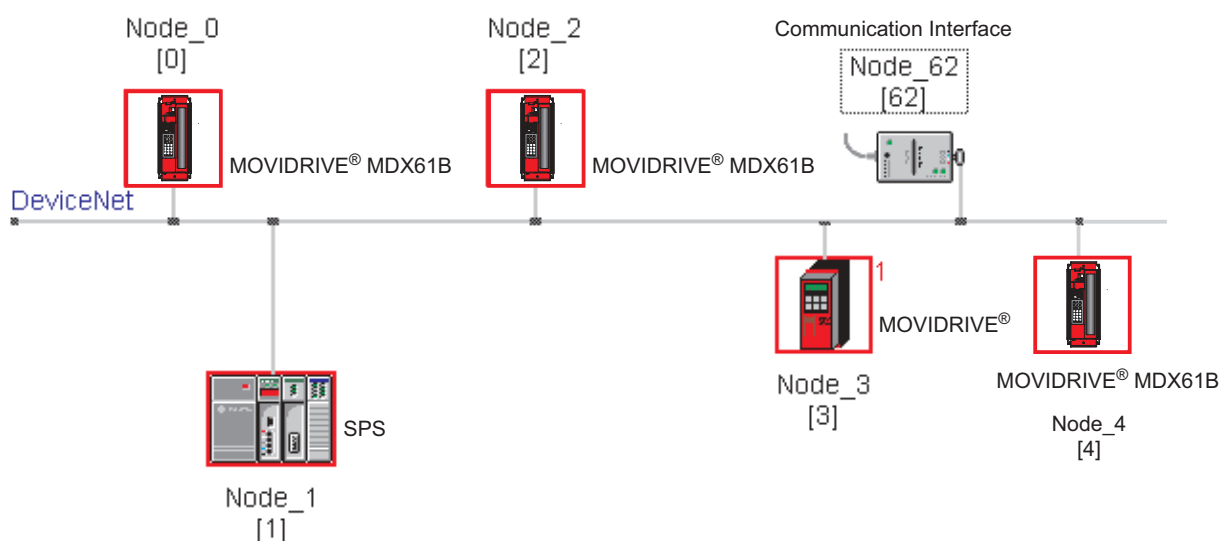 Node_0
[0]
Node_2
[2]
Communication Interface
Node_62
[62]
MOVIDRIVE® MDX61B
MOVIDRIVE® MDX61B
DeviceNet
1
MOVIDRIVE®
MOVIDRIVE® MDX61B
Node_3
[3]
Node_4
[4]
SPS
Node_1
[1]